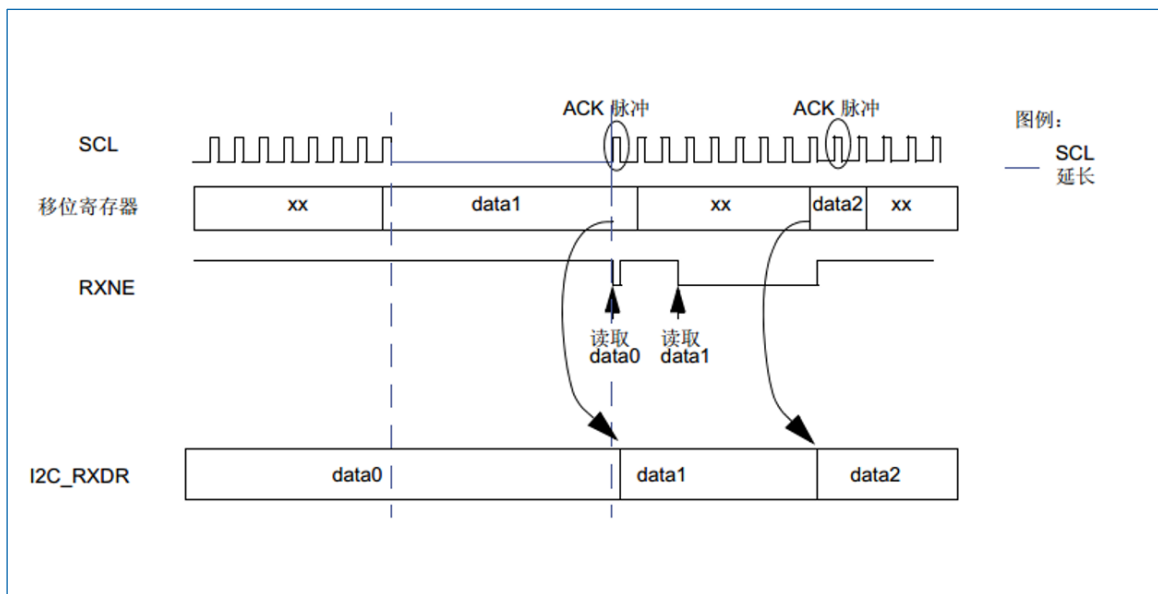 ACK 脉冲
ACK 脉冲
图例：
SCL
SCL
延长
移位寄存器
xx
data1
xx
data2
xx
RXNE
读取
data0
读取
data1
I2C_RXDR
data0
data1
data2